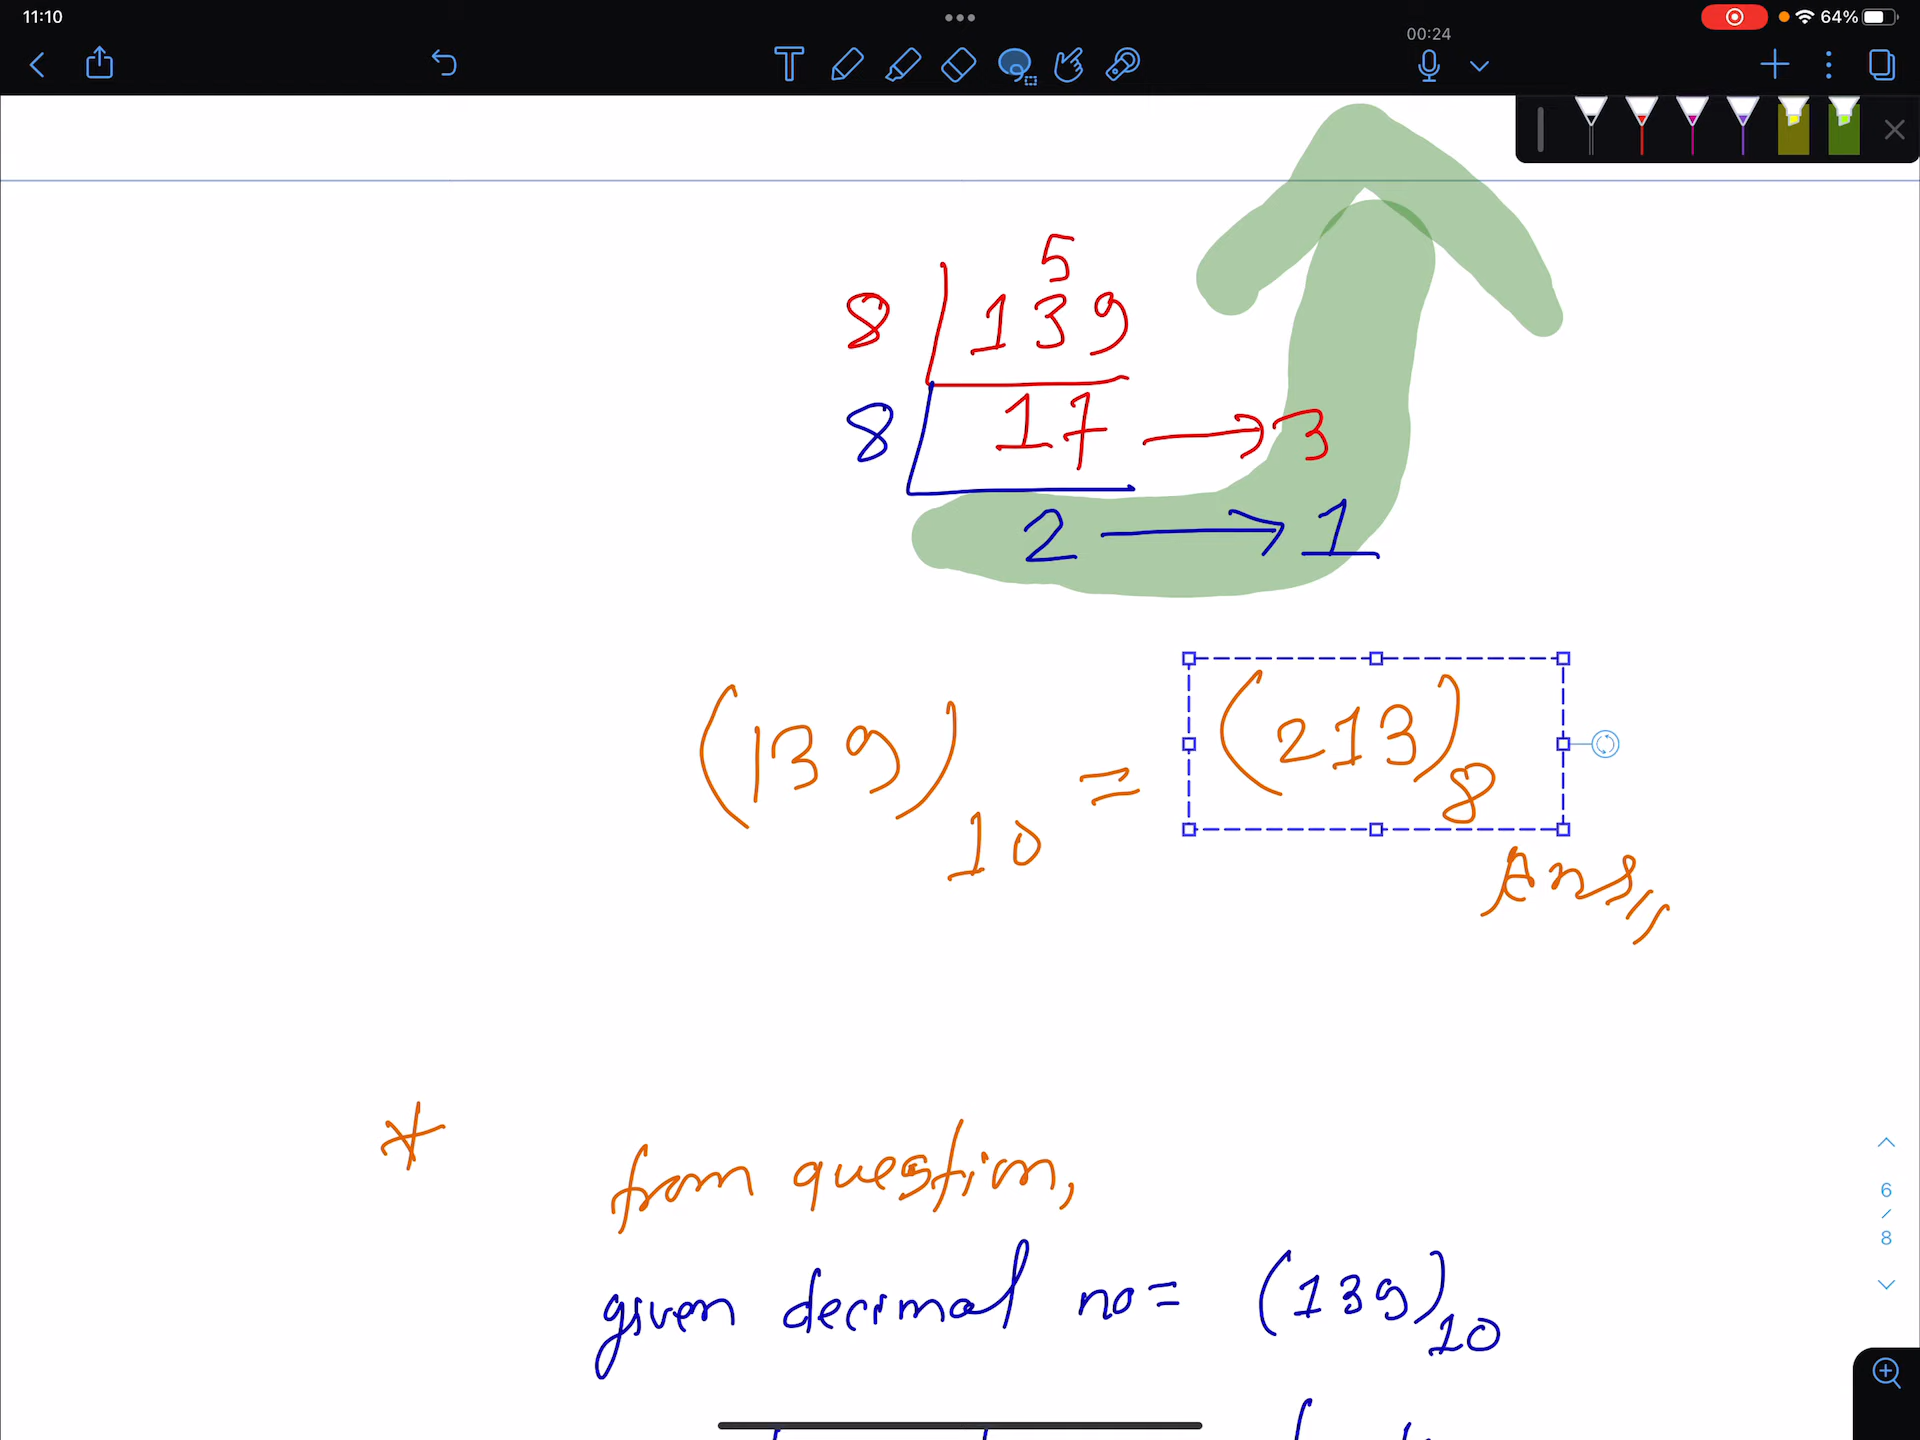 11:10
64%
00:24
5
8 139
8 17 → 3
2 → 1
(139)10 = (213)8
Ans
*
from question,
6
/
8
given decimal no = (139)10